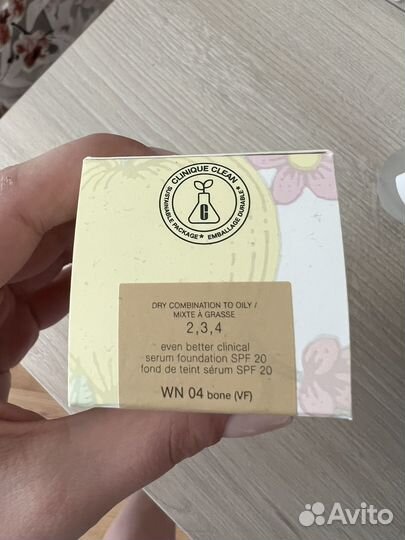 CLINIQUE CLEAN
SUSTAINABLE PACKAGE* EMBALLAGE DURABLE*
C
DRY COMBINATION TO OILY /
MIXTE À GRASSE
2,3,4
even better clinical
serum foundation SPF 20
fond de teint sérum SPF 20
WN 04 bone (VF)
Avito